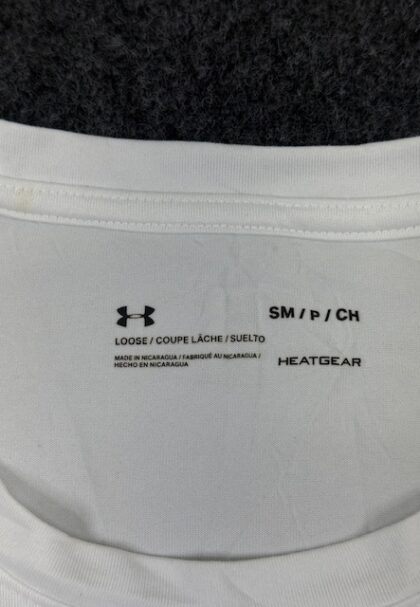 SM / P / CH
LOOSE / COUPE LÂCHE / SUELTO
MADE IN NICARAGUA / FABRIQUÉ AU NICARAGUA /
HECHO EN NICARAGUA
HEATGEAR